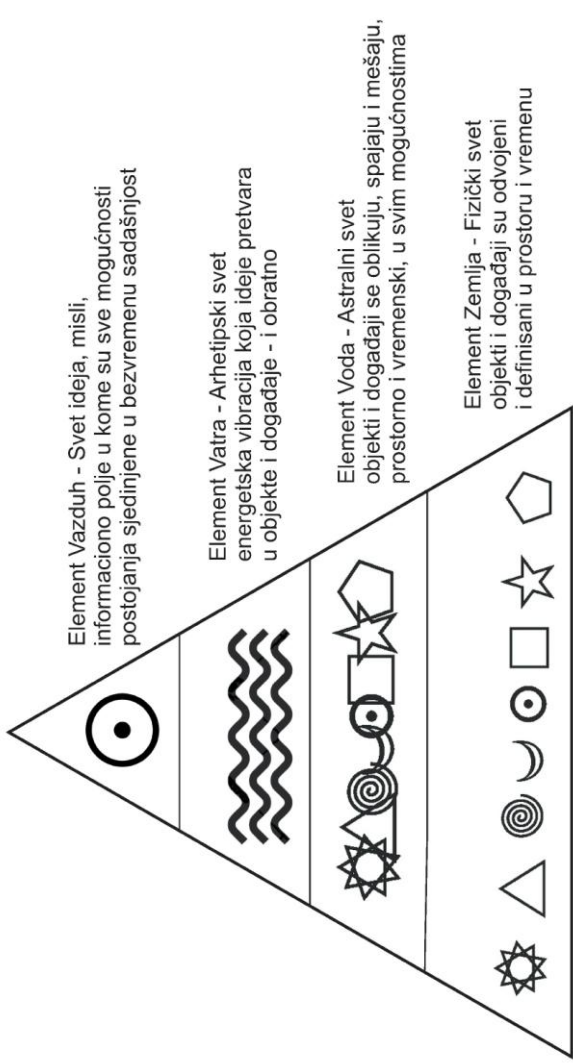 Element Vazduh - Svet ideja, misli,
informaciono polje u kome su sve mogućnosti
postojanja sjedinjene u bezvremenu sadašnjost
Element Vatra - Arhetipski svet
energetska vibracija koja ideje pretvara
u objekte i događaje - i obratno
Element Voda - Astralni svet
objekti i događaji se oblikuju, spajaju i mešaju,
prostorno i vremenski, u svim mogućnostima
Element Zemlja - Fizički svet
objekti i događaji su odvojeni
i definisani u prostoru i vremenu